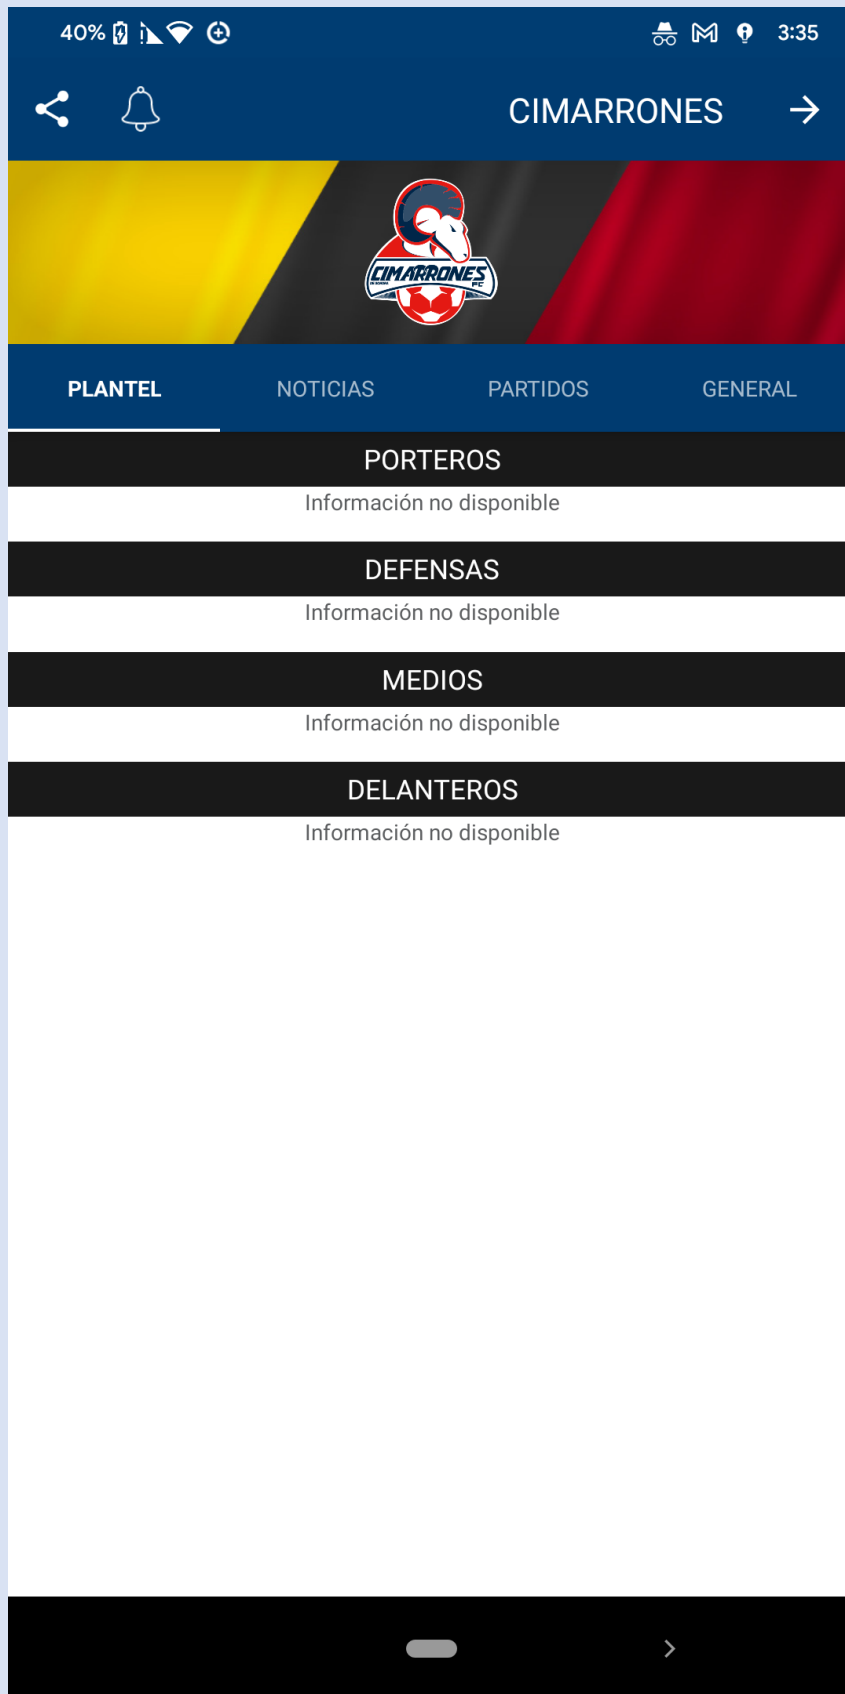 40%
3:35
CIMARRONES
CIMARRONES
FC
PLANTEL
NOTICIAS
PARTIDOS
GENERAL
PORTEROS
Información no disponible
DEFENSAS
Información no disponible
MEDIOS
Información no disponible
DELANTEROS
Información no disponible